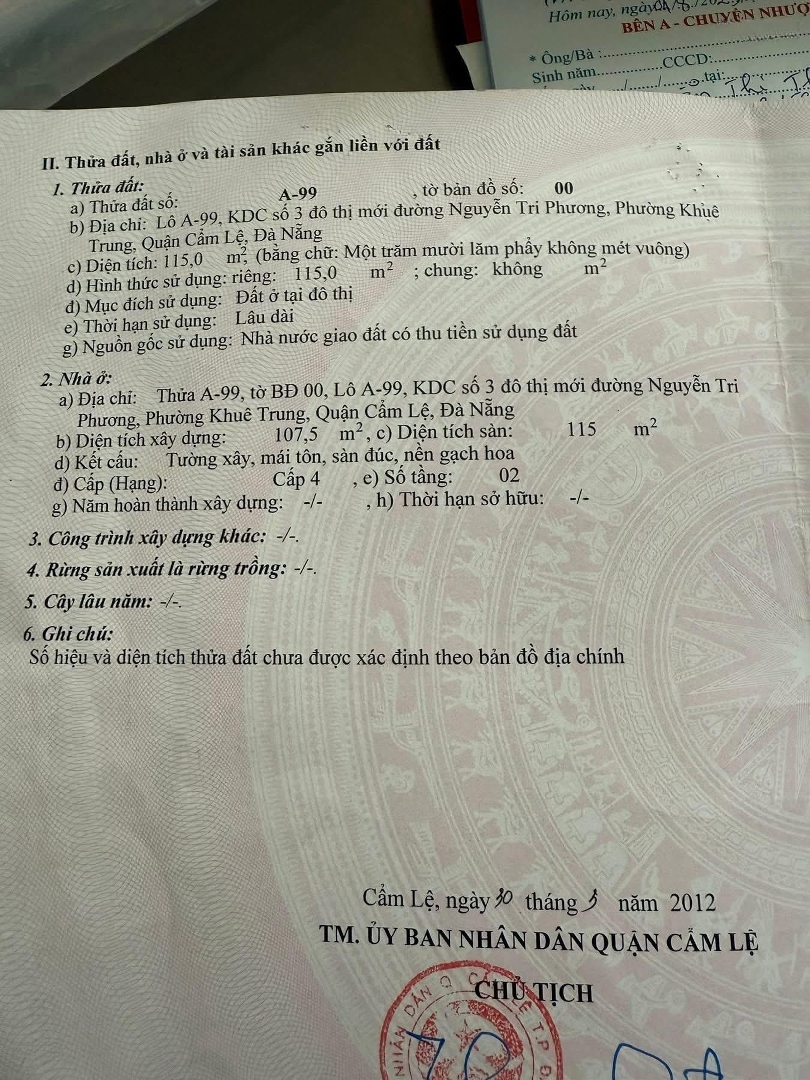 Hôm nay, ngày
BÊN A - CHUYỂN NHƯỢ
* Ông/Bà :
CCCD:
Sinh năm
tại:
II. Thửa đất, nhà ở và tài sản khác gắn liền với đất
1. Thửa đất:
a) Thửa đất số: A-99 , tờ bản đồ số: 00
b) Địa chỉ: Lô A-99, KDC số 3 đô thị mới đường Nguyễn Tri Phương, Phường Khuê
Trung, Quận Cẩm Lệ, Đà Nẵng
c) Diện tích: 115,0 m², (bằng chữ: Một trăm mười lăm phẩy không mét vuông)
d) Hình thức sử dụng: riêng: 115,0 m² ; chung: không m²
đ) Mục đích sử dụng: Đất ở tại đô thị
e) Thời hạn sử dụng: Lâu dài
g) Nguồn gốc sử dụng: Nhà nước giao đất có thu tiền sử dụng đất
2. Nhà ở:
a) Địa chỉ: Thửa A-99, tờ BĐ 00, Lô A-99, KDC số 3 đô thị mới đường Nguyễn Tri
Phương, Phường Khuê Trung, Quận Cẩm Lệ, Đà Nẵng
b) Diện tích xây dựng: 107,5 m², c) Diện tích sàn: 115 m²
d) Kết cấu: Tường xây, mái tôn, sàn đúc, nền gạch hoa
đ) Cấp (Hạng): Cấp 4 , e) Số tầng: 02
g) Năm hoàn thành xây dựng: -/- , h) Thời hạn sở hữu: -/-
3. Công trình xây dựng khác: -/-.
4. Rừng sản xuất là rừng trồng: -/-.
5. Cây lâu năm: -/-.
6. Ghi chú:
Số hiệu và diện tích thửa đất chưa được xác định theo bản đồ địa chính
Cẩm Lệ, ngày 30 tháng năm 2012
TM. ỦY BAN NHÂN DÂN QUẬN CẨM LỆ
CHỦ TỊCH
NHÂN DÂN Q CẨM LỆ T.P Đ